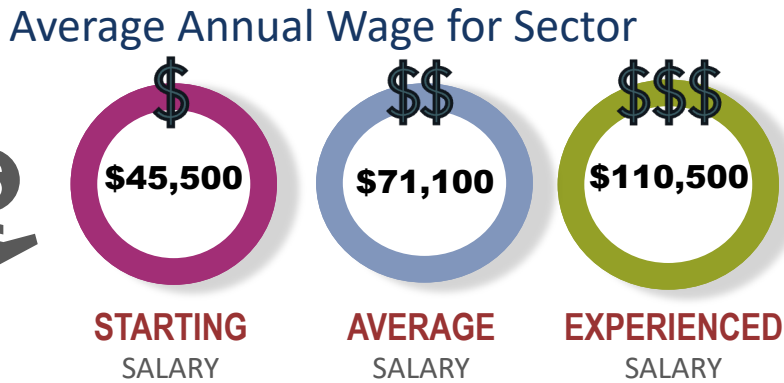 Average Annual Wage for Sector
$ $$ $$$
$45,500 $71,100 $110,500
STARTING AVERAGE EXPERIENCED
SALARY SALARY SALARY